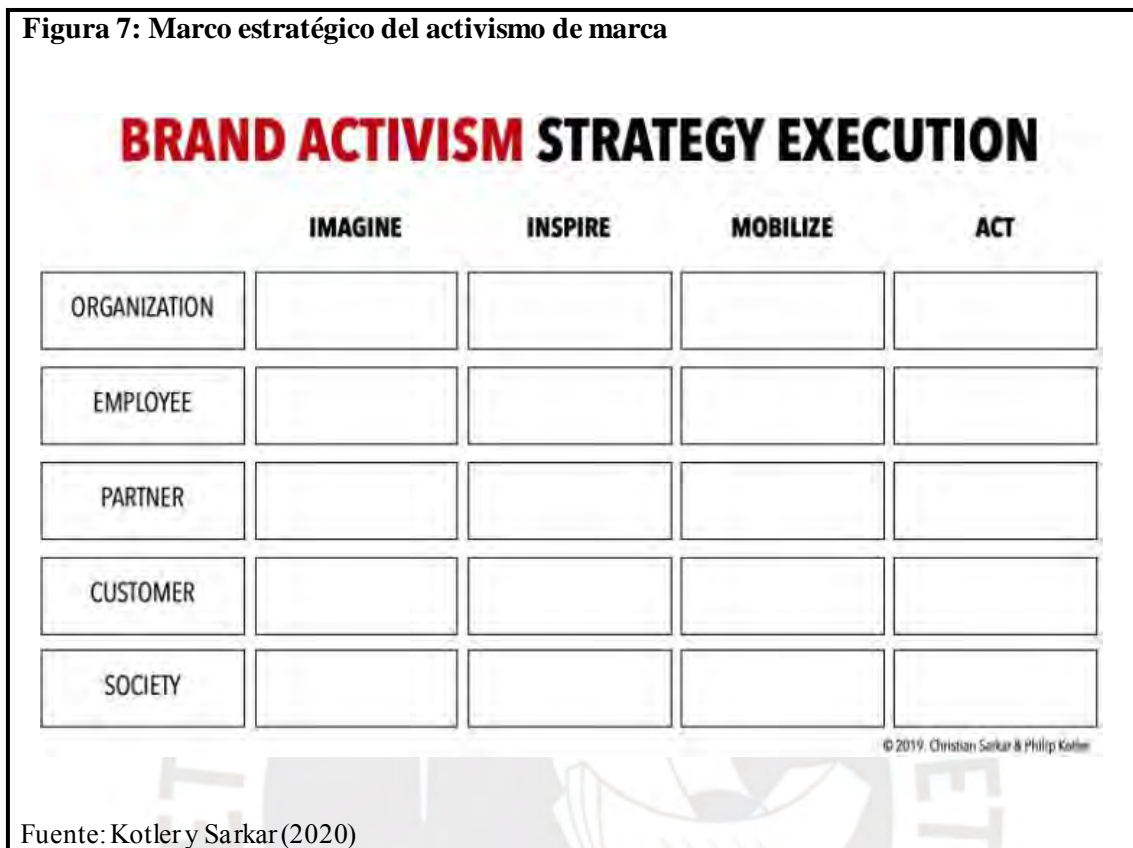 Figura 7: Marco estratégico del activismo de marca
BRAND ACTIVISM STRATEGY EXECUTION
IMAGINE INSPIRE MOBILIZE ACT
ORGANIZATION
EMPLOYEE
PARTNER
CUSTOMER
SOCIETY
© 2019. Christian Sarkar & Philip Kotler
ET
Fuente: Kotler y Sarkar (2020)